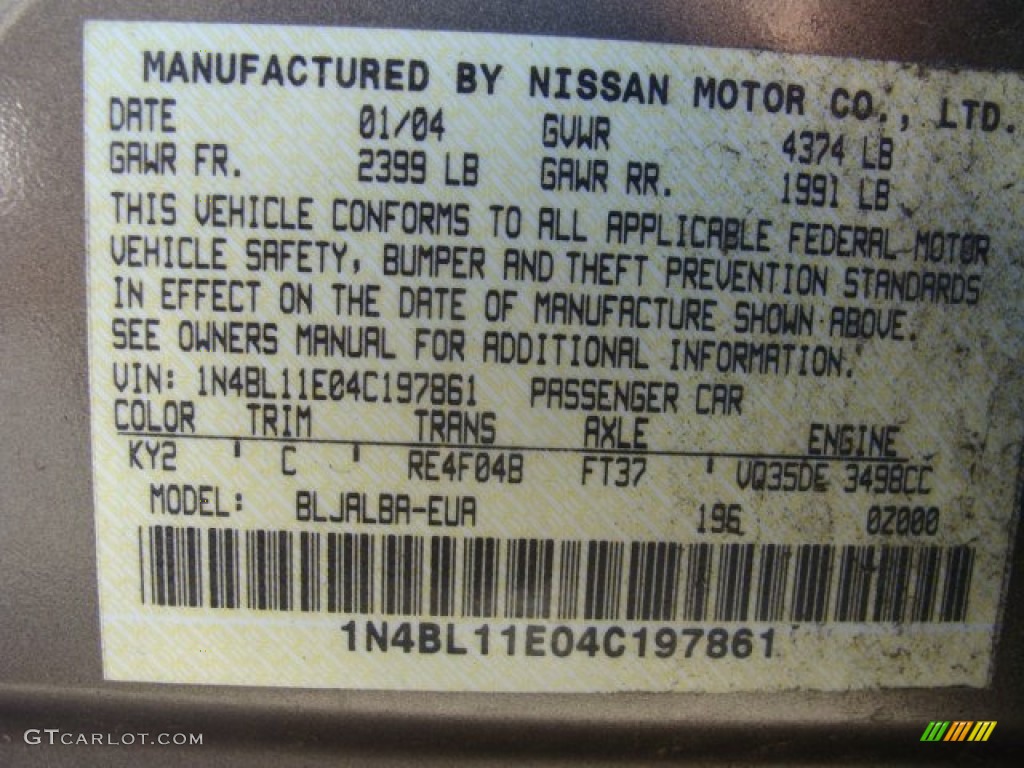 MANUFACTURED BY NISSAN MOTOR CO., LTD.
DATE 01/04 GVWR 4374 LB
GAWR FR. 2399 LB GAWR RR. 1991 LB
THIS VEHICLE CONFORMS TO ALL APPLICABLE FEDERAL MOTOR
VEHICLE SAFETY, BUMPER AND THEFT PREVENTION STANDARDS
IN EFFECT ON THE DATE OF MANUFACTURE SHOWN ABOVE.
SEE OWNERS MANUAL FOR ADDITIONAL INFORMATION.
VIN: 1N4BL11E04C197861 PASSENGER CAR
COLOR TRIM TRANS AXLE ENGINE
KY2 C RE4F04B FT37 VQ35DE 3498CC
MODEL: BLJALBA-EUA 196 0Z000
1N4BL11E04C197861
GTCARLOT.COM